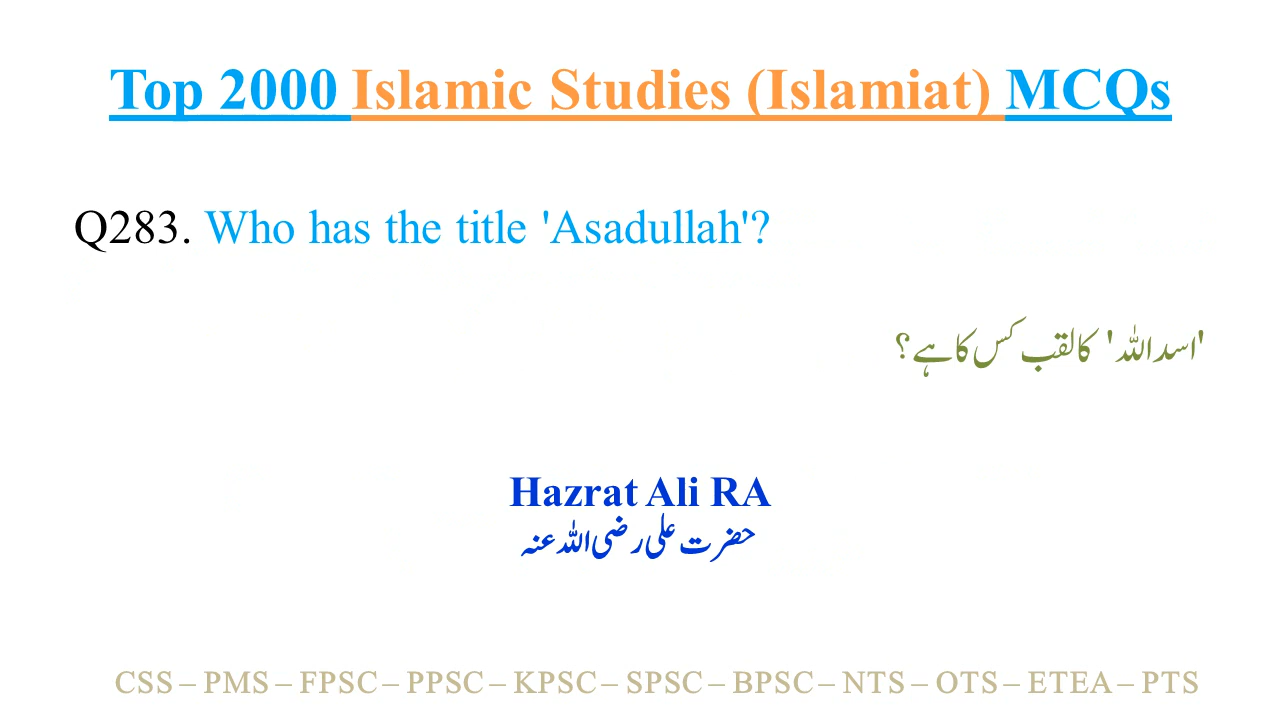 Top 2000 Islamic Studies (Islamiat) MCQs
Q283. Who has the title 'Asadullah'?
'اسد اللہ' کا لقب کس کا ہے؟
Hazrat Ali RA
حضرت علی رضی اللہ عنہ
CSS – PMS – FPSC – PPSC – KPSC – SPSC – BPSC – NTS – OTS – ETEA – PTS